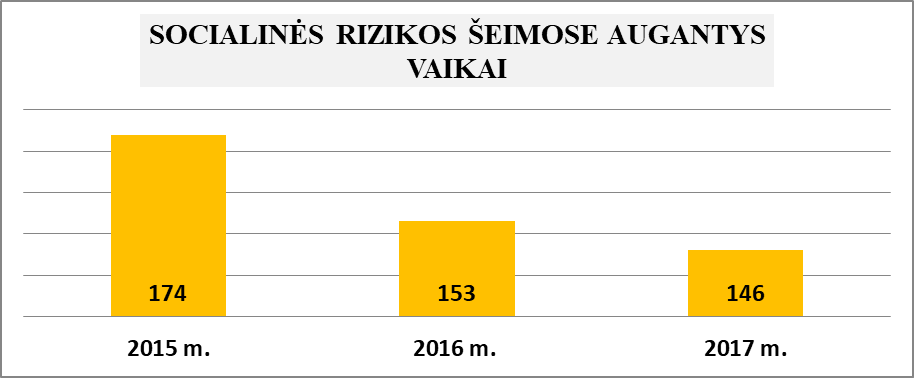 SOCIALINĖS RIZIKOS ŠEIMOSE AUGANTYS
VAIKAI
174
153
146
2015 m.
2016 m.
2017 m.